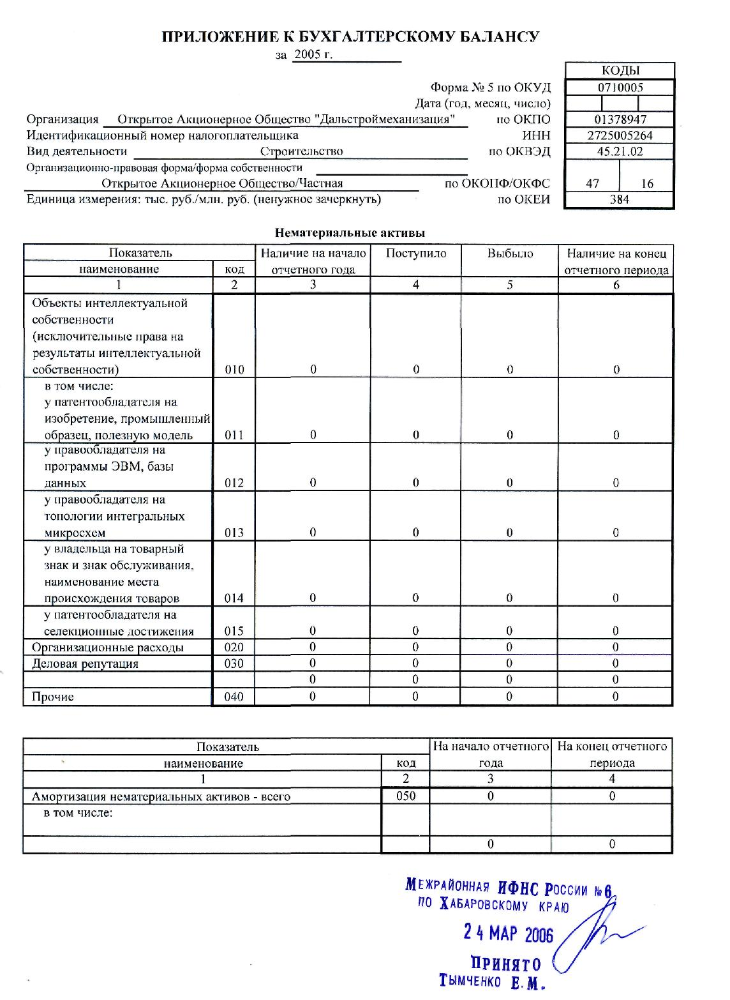 ПРИЛОЖЕНИЕ К БУХГАЛТЕРСКОМУ БАЛАНСУ
за 2005 г.
КОДЫ
Форма № 5 по ОКУД 0710005
Дата (год, месяц, число)
Организация Открытое Акционерное Общество "Дальстроймеханизация" по ОКПО 01378947
Идентификационный номер налогоплательщика ИНН 2725005264
Вид деятельности Строительство по ОКВЭД 45.21.02
Организационно-правовая форма/форма собственности
Открытое Акционерное Общество/Частная по ОКОПФ/ОКФС 47 16
Единица измерения: тыс. руб./млн. руб. (ненужное зачеркнуть) по ОКЕИ 384
Нематериальные активы
Показатель Наличие на начало Поступило Выбыло Наличие на конец
наименование код отчетного года отчетного периода
1 2 3 4 5 6
Объекты интеллектуальной
собственности
(исключительные права на
результаты интеллектуальной
собственности) 010 0 0 0 0
в том числе:
у патентообладателя на
изобретение, промышленный
образец, полезную модель 011 0 0 0 0
у правообладателя на
программы ЭВМ, базы
данных 012 0 0 0 0
у правообладателя на
топологии интегральных
микросхем 013 0 0 0 0
у владельца на товарный
знак и знак обслуживания,
наименование места
происхождения товаров 014 0 0 0 0
у патентообладателя на
селекционные достижения 015 0 0 0 0
Организационные расходы 020 0 0 0 0
Деловая репутация 030 0 0 0 0
0 0 0 0
Прочие 040 0 0 0 0
Показатель На начало отчетного На конец отчетного
наименование код года периода
1 2 3 4
Амортизация нематериальных активов - всего 050 0 0
в том числе:
0 0
МЕЖРАЙОННАЯ ИФНС РОССИИ №6
ПО ХАБАРОВСКОМУ КРАЮ
24 МАР 2006
ПРИНЯТО
ТЫМЧЕНКО Е.М.